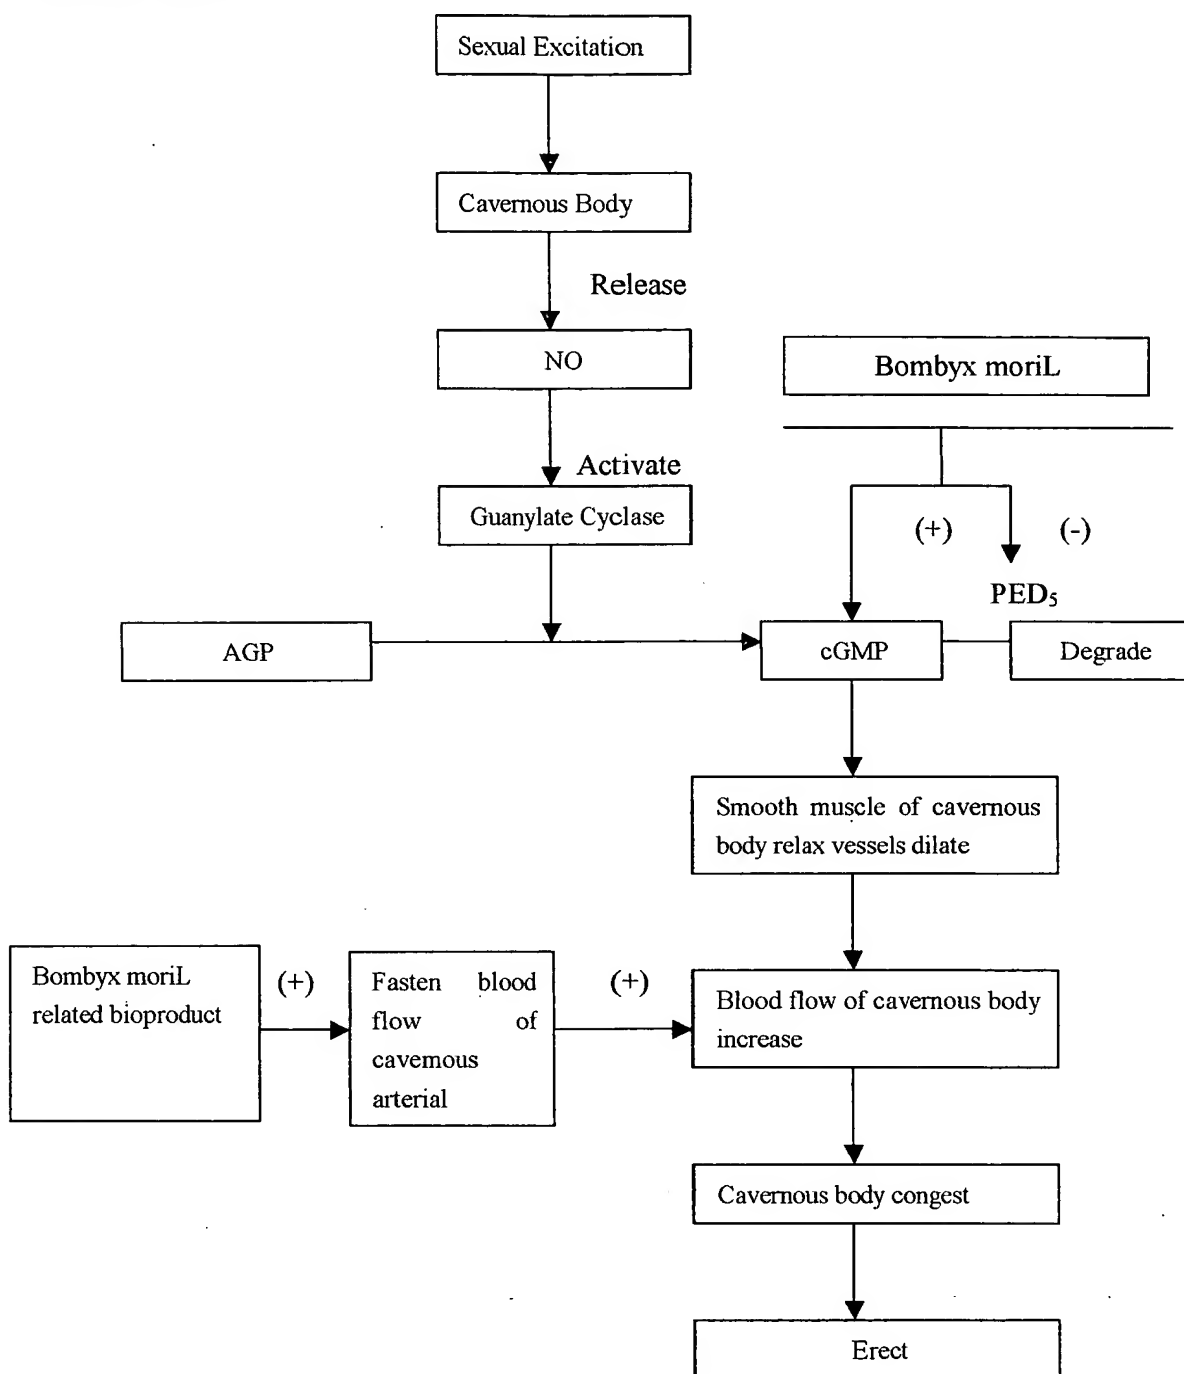 Sexual Excitation
Cavernous Body
Release
NO
Bombyx moriL
Activate
Guanylate Cyclase
(+)
(-)
PED₅
AGP
cGMP
Degrade
Smooth muscle of cavernous
body relax vessels dilate
Bombyx moriL
related bioproduct
(+)
Fasten blood
flow of
cavemous
arterial
(+)
Blood flow of cavernous body
increase
Cavernous body congest
Erect